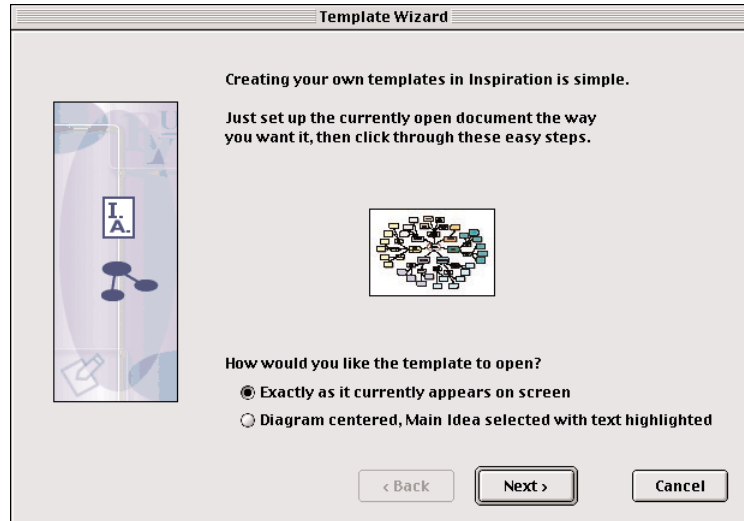 Template Wizard
Creating your own templates in Inspiration is simple.
Just set up the currently open document the way
you want it, then click through these easy steps.
I.
A.
How would you like the template to open?
Exactly as it currently appears on screen
Diagram centered, Main Idea selected with text highlighted
‹ Back
Next ›
Cancel